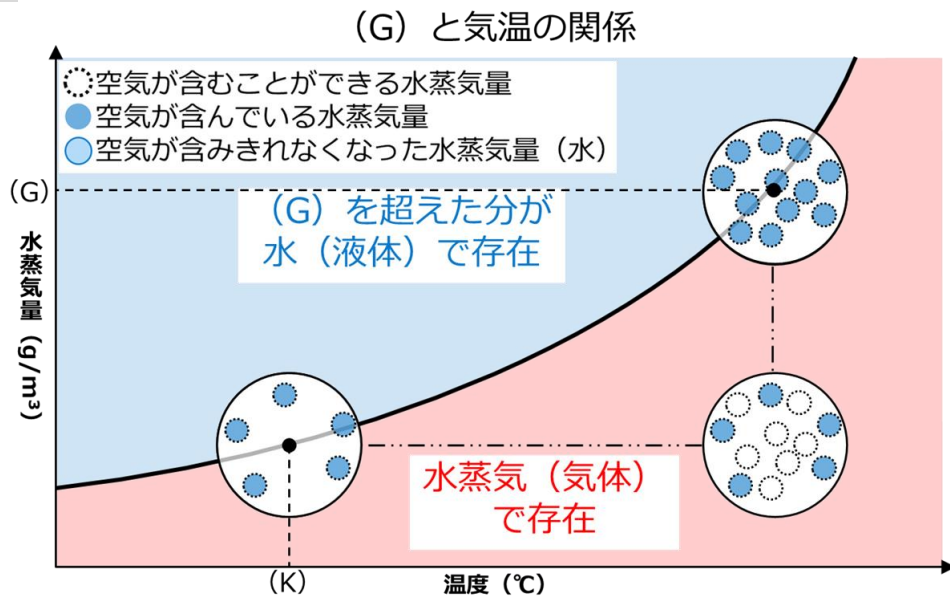 （G）と気温の関係
空気が含むことができる水蒸気量
空気が含んでいる水蒸気量
空気が含みきれなくなった水蒸気量（水）
（G）
（G）を超えた分が
水（液体）で存在
水蒸気量（g/m³）
水蒸気（気体）
で存在
（K）
温度（℃）